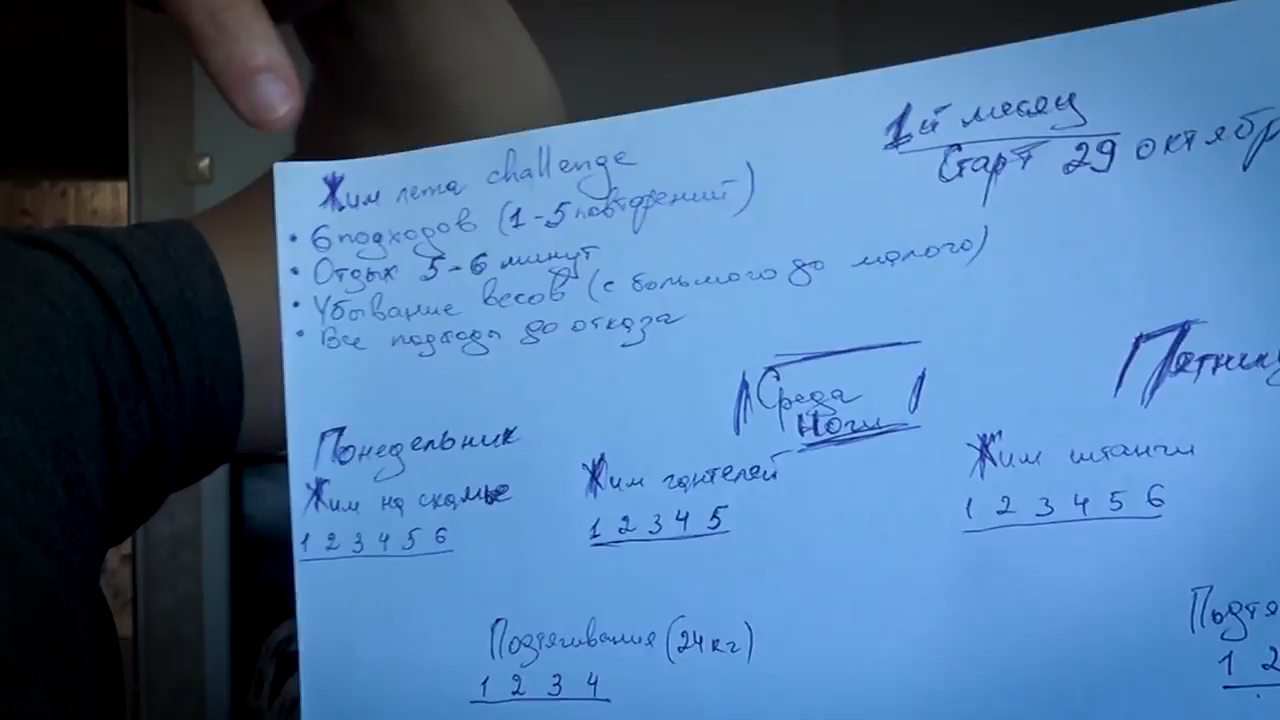 Жим лежа challenge
• 6 подходов (1-5 повторений)
• Отдых 5-6 минут
• Убывание весов (с большого до малого)
• Все подходы до отказа
1й месяц
Старт 29 октябр
Среда
Ноги
Пятниц
Понедельник
Жим на скамье
1 2 3 4 5 6
Жим гантелей
1 2 3 4 5
Жим штанги
1 2 3 4 5 6
Подтягивания (24кг)
1 2 3 4
Подтя
1 2